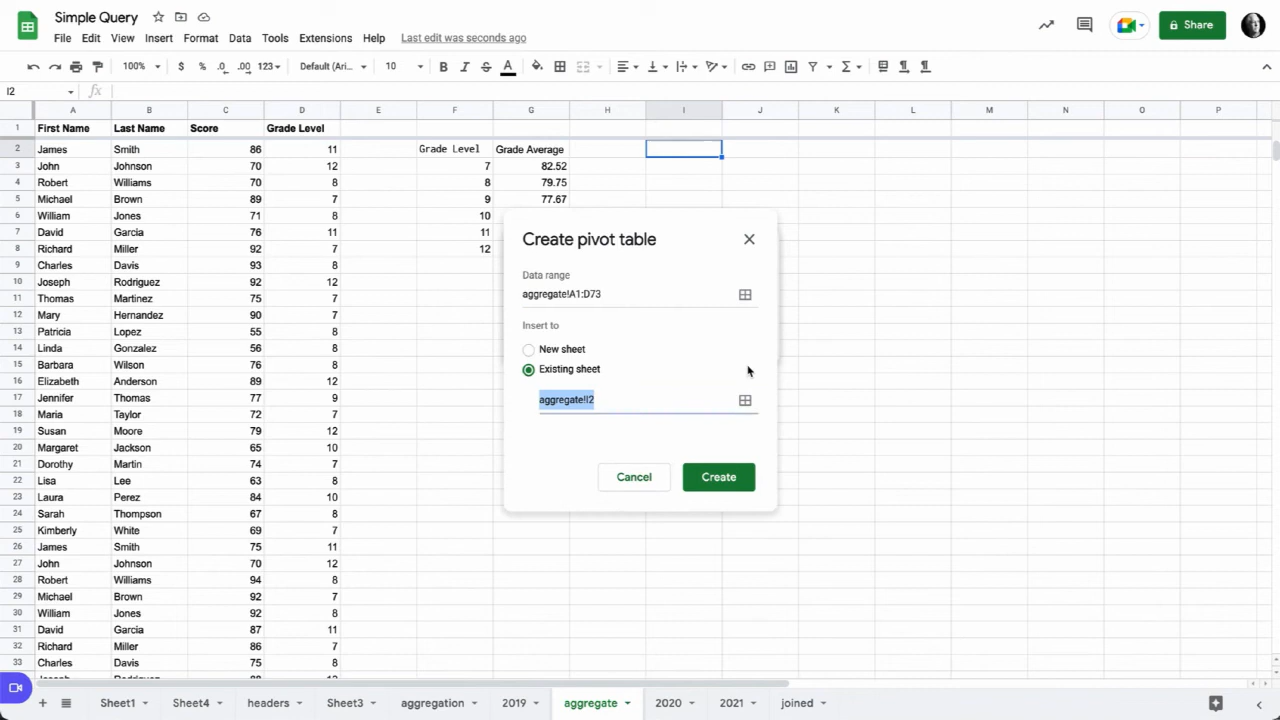 Simple Query
File Edit View Insert Format Data Tools Extensions Help Last edit was seconds ago
Share
100% $ % .0 .00 123 Default (Ari... 10 B I S A
I2 fx
A B C D E F G H I J K L M N O P
1 First Name Last Name Score Grade Level
2 James Smith 86 11 Grade Level Grade Average
3 John Johnson 70 12 7 82.52
4 Robert Williams 70 8 8 79.75
5 Michael Brown 89 7 9 77.67
6 William Jones 71 8 10
7 David Garcia 76 11 11
8 Richard Miller 92 7 12
9 Charles Davis 93 8
10 Joseph Rodriguez 92 12
11 Thomas Martinez 75 7
12 Mary Hernandez 90 7
13 Patricia Lopez 55 8
14 Linda Gonzalez 56 8
15 Barbara Wilson 76 8
16 Elizabeth Anderson 89 12
17 Jennifer Thomas 77 9
18 Maria Taylor 72 7
19 Susan Moore 79 12
20 Margaret Jackson 65 10
21 Dorothy Martin 74 7
22 Lisa Lee 63 8
23 Laura Perez 84 10
24 Sarah Thompson 67 8
25 Kimberly White 69 7
26 James Smith 75 11
27 John Johnson 70 12
28 Robert Williams 94 8
29 Michael Brown 92 7
30 William Jones 92 8
31 David Garcia 87 11
32 Richard Miller 86 7
33 Charles Davis 75 8
Create pivot table
Data range
aggregate!A1:D73
Insert to
New sheet
Existing sheet
aggregate!I2
Cancel Create
Sheet1 Sheet4 headers Sheet3 aggregation 2019 aggregate 2020 2021 joined